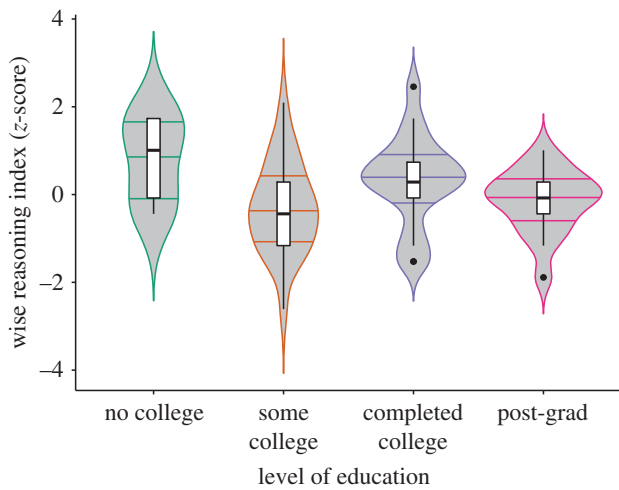 wise reasoning index (z-score)
4
2
0
−2
−4
no college
some
college
completed
college
post-grad
level of education